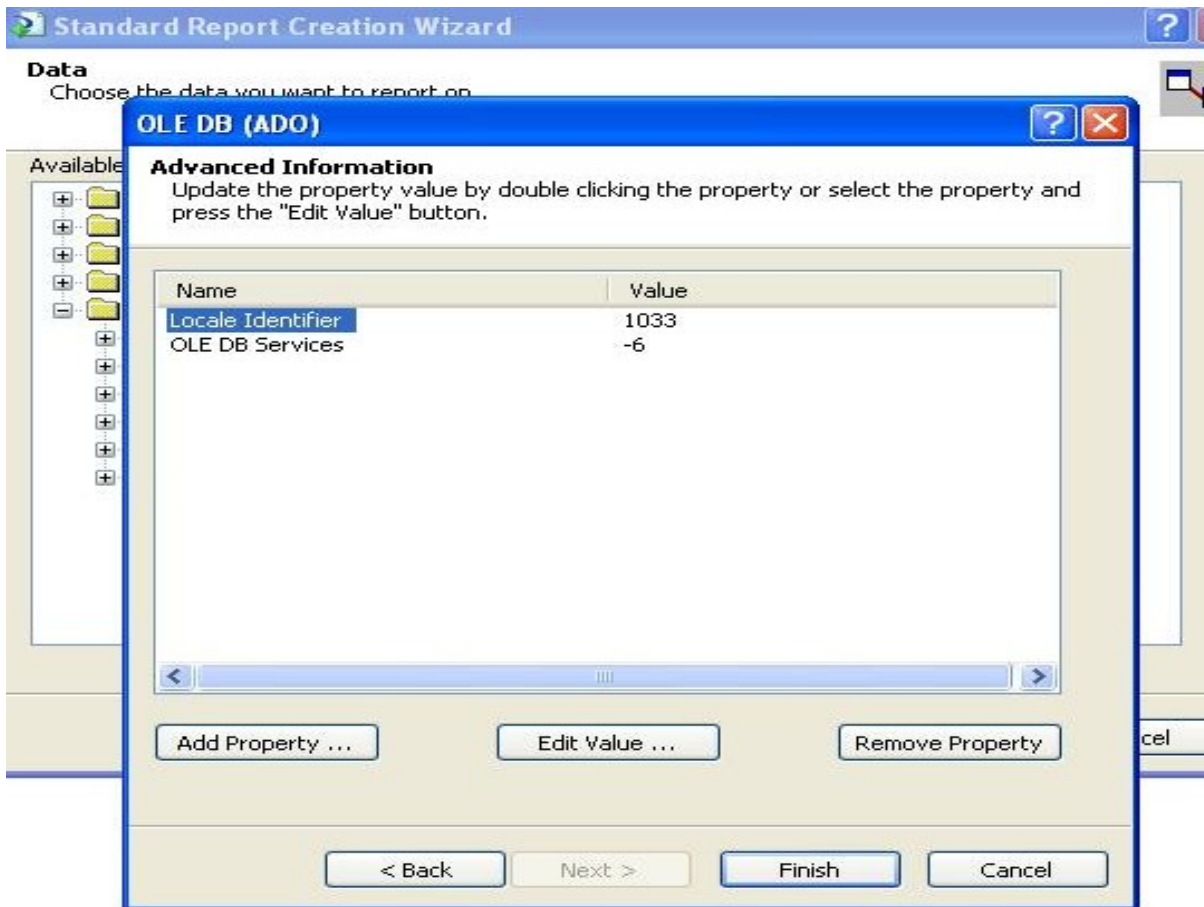 Standard Report Creation Wizard
Data
Choose the data you want to report on
OLE DB (ADO)
Available
Advanced Information
Update the property value by double clicking the property or select the property and
press the "Edit Value" button.
Name Value
Locale Identifier 1033
OLE DB Services -6
Add Property ... Edit Value ... Remove Property
cel
< Back Next > Finish Cancel